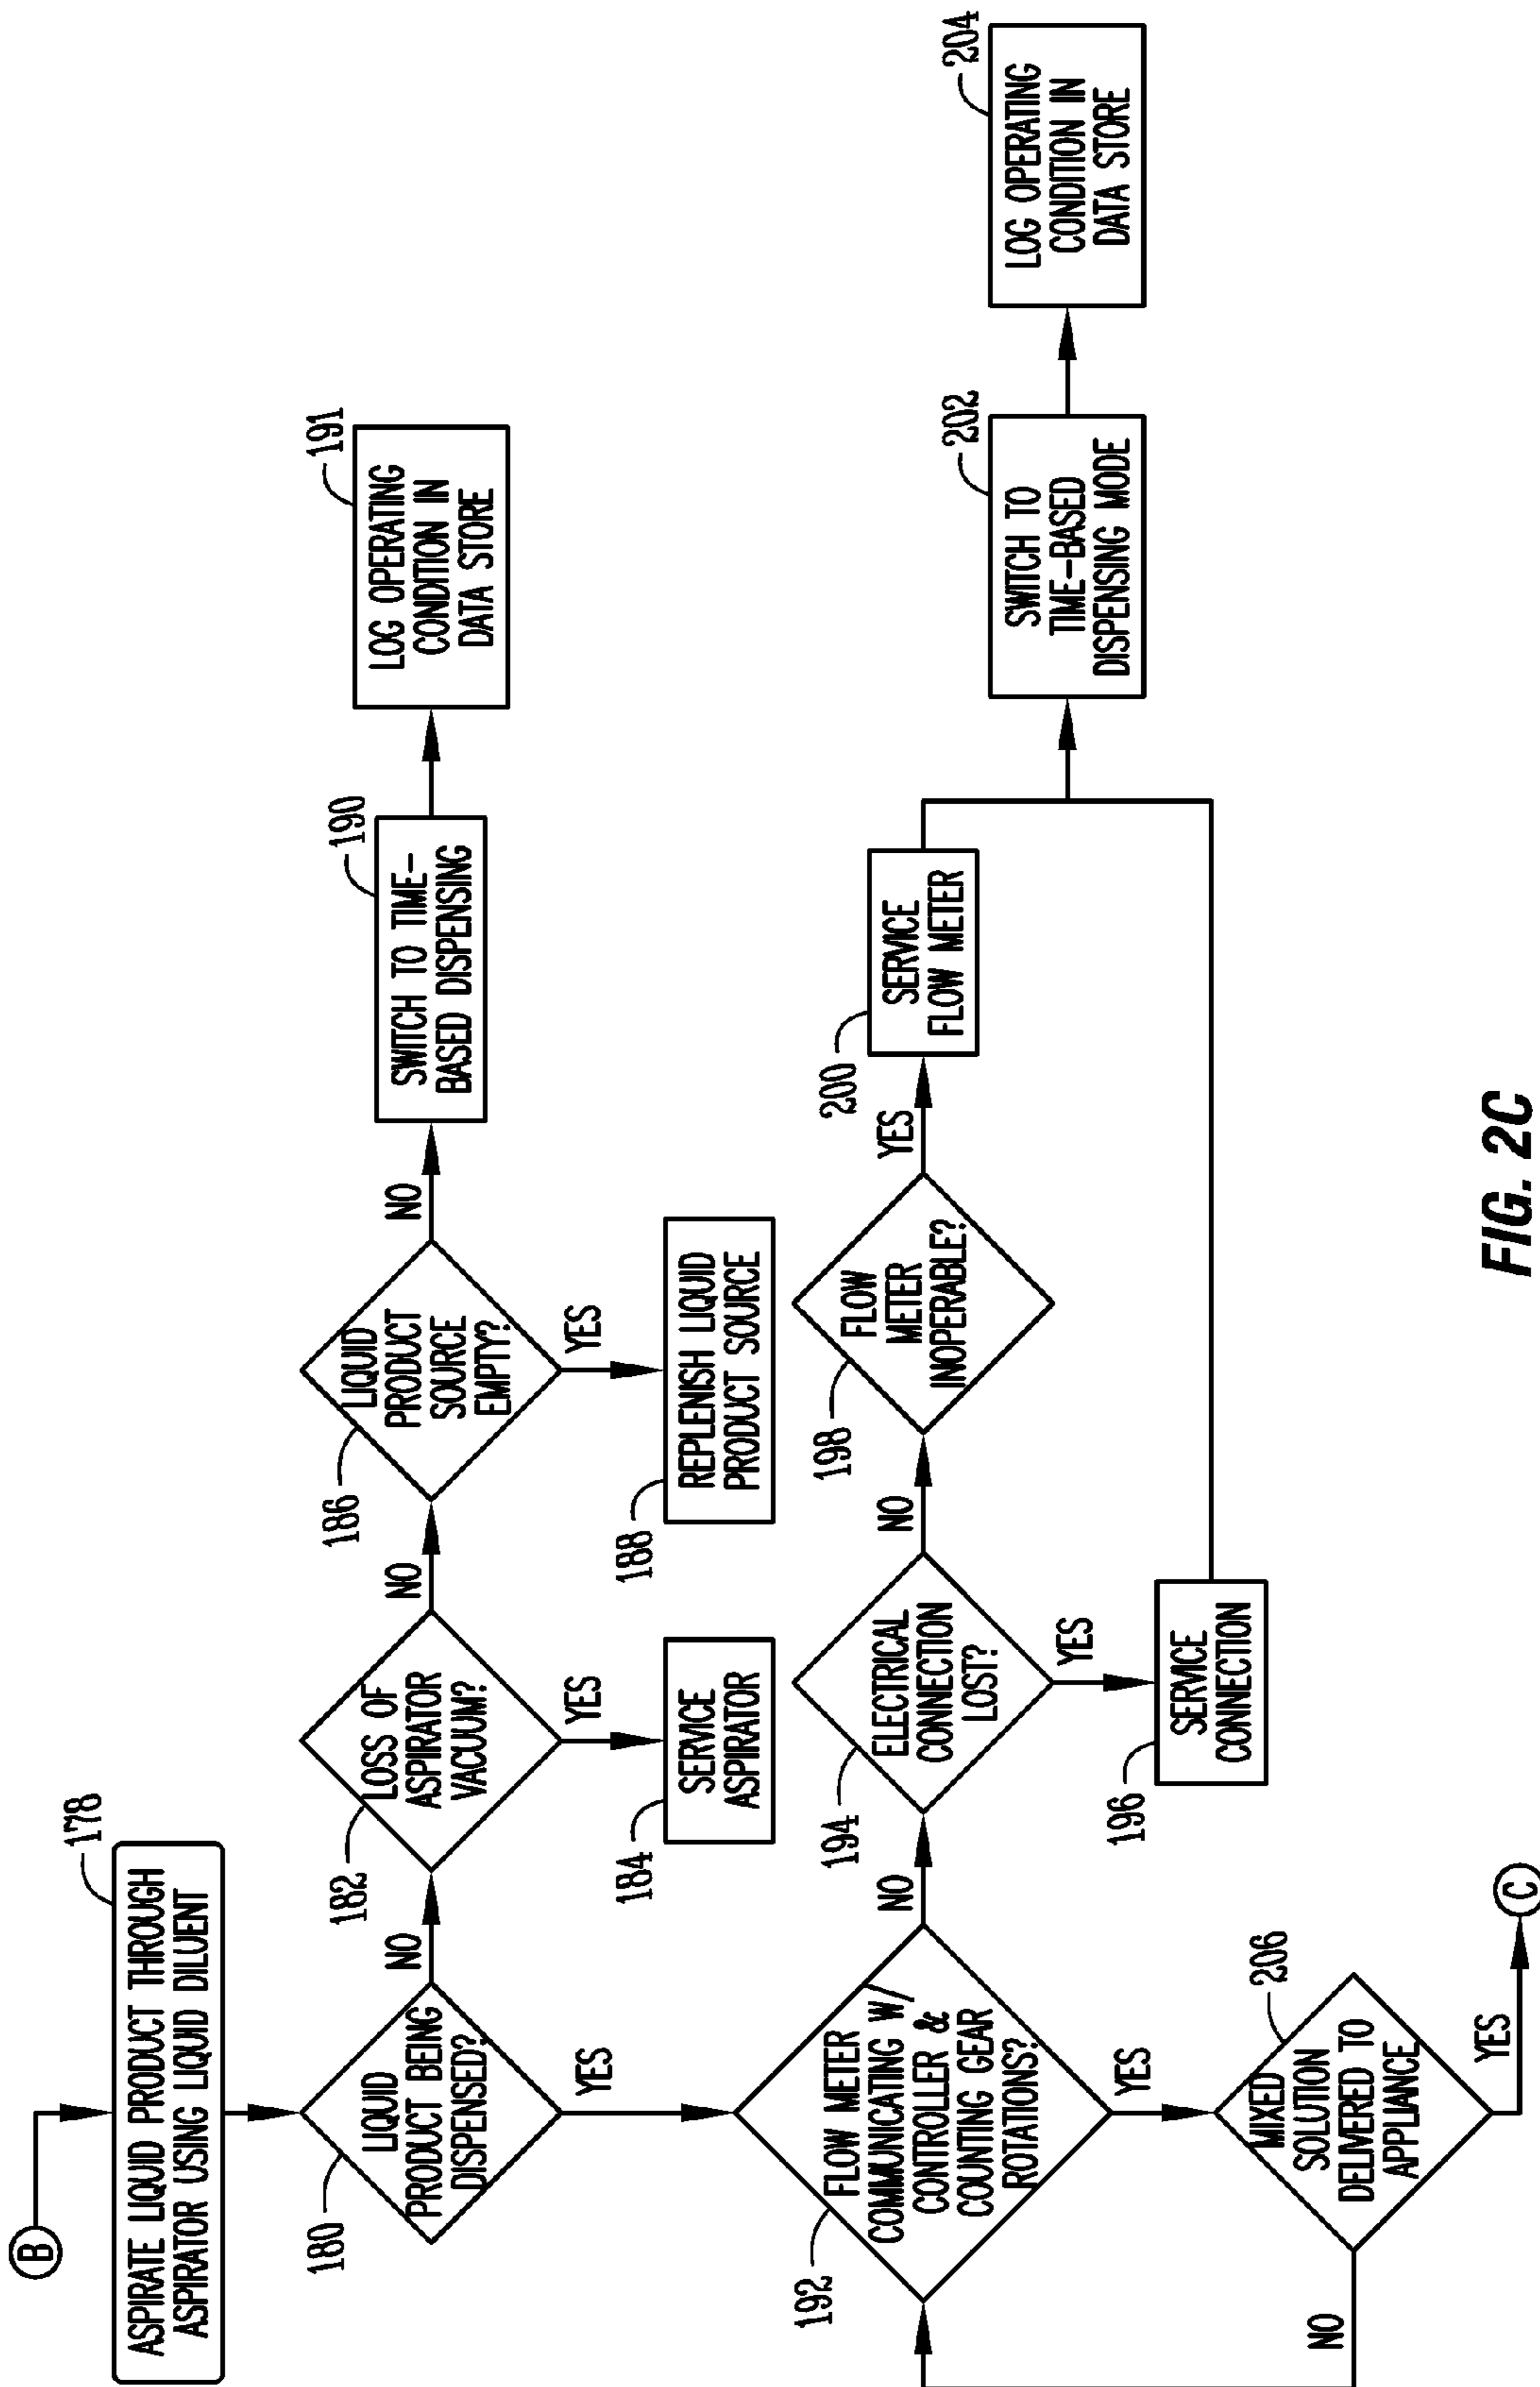 B
178
ASPIRATE LIQUID PRODUCT THROUGH
ASPIRATOR USING LIQUID DILUENT
180
LIQUID
PRODUCT BEING
DISPENSED?
NO
YES
182
LOSS OF
ASPIRATOR
VACUUM?
NO
YES
184
SERVICE
ASPIRATOR
186
LIQUID
PRODUCT
SOURCE
EMPTY?
NO
YES
188
REPLENISH LIQUID
PRODUCT SOURCE
190
SWITCH TO TIME-
BASED DISPENSING
191
LOG OPERATING
CONDITION IN
DATA STORE
192
FLOW METER
COMMUNICATING W/
CONTROLLER &
COUNTING GEAR
ROTATIONS?
NO
YES
194
ELECTRICAL
CONNECTION
LOST?
NO
YES
196
SERVICE
CONNECTION
198
FLOW
METER
INOPERABLE?
YES
200
SERVICE
FLOW METER
202
SWITCH TO
TIME-BASED
DISPENSING MODE
204
LOG OPERATING
CONDITION IN
DATA STORE
206
MIXED
SOLUTION
DELIVERED TO
APPLIANCE
NO
YES
C
FIG. 2C